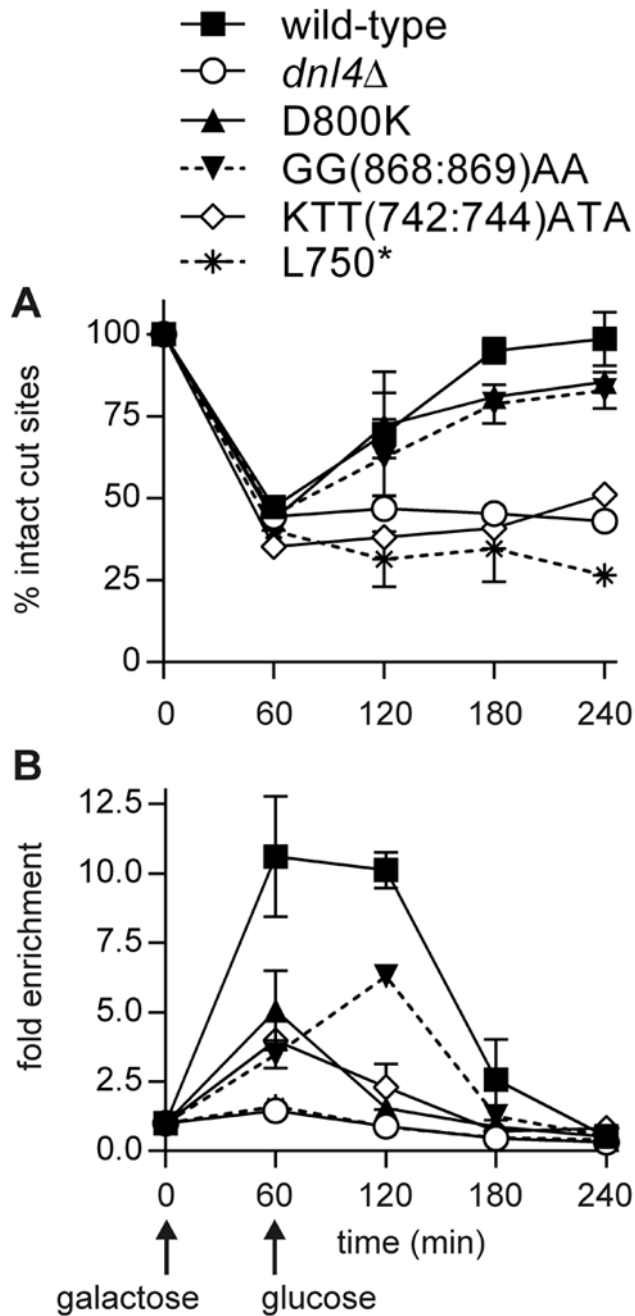 wild-type
dnl4Δ
D800K
GG(868:869)AA
KTT(742:744)ATA
L750*
A
% intact cut sites
100
75
50
25
0
0 60 120 180 240
B
fold enrichment
12.5
10.0
7.5
5.0
2.5
0.0
0 60 120 180 240
time (min)
galactose glucose